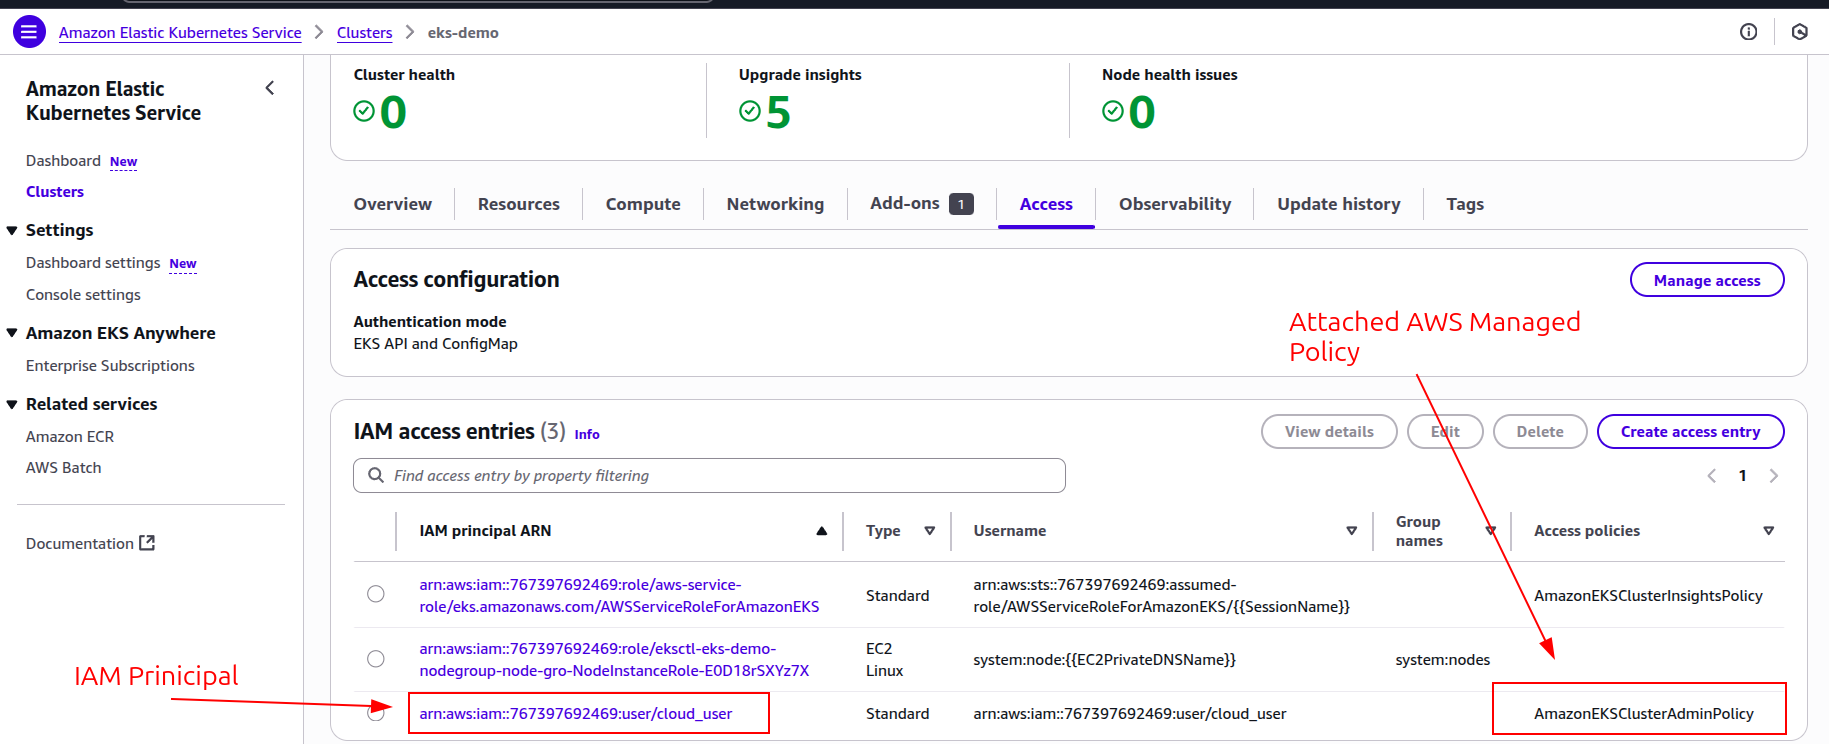 Amazon Elastic Kubernetes Service > Clusters > eks-demo
Amazon Elastic
Kubernetes Service
Dashboard New
Clusters
Settings
Dashboard settings New
Console settings
Amazon EKS Anywhere
Enterprise Subscriptions
Related services
Amazon ECR
AWS Batch
Documentation
Cluster health
0
Upgrade insights
5
Node health issues
0
Overview Resources Compute Networking Add-ons 1 Access Observability Update history Tags
Access configuration
Manage access
Authentication mode
EKS API and ConfigMap
Attached AWS Managed
Policy
IAM access entries (3) Info
View details Edit Delete Create access entry
Find access entry by property filtering
1
IAM principal ARN
Type
Username
Group
names
Access policies
arn:aws:iam::767397692469:role/aws-service-
role/eks.amazonaws.com/AWSServiceRoleForAmazonEKS
Standard
arn:aws:sts::767397692469:assumed-
role/AWSServiceRoleForAmazonEKS/{{SessionName}}
AmazonEKSClusterInsightsPolicy
arn:aws:iam::767397692469:role/eksctl-eks-demo-
nodegroup-node-gro-NodeInstanceRole-E0D18rSXYz7X
EC2
Linux
system:node:{{EC2PrivateDNSName}}
system:nodes
IAM Prinicipal
arn:aws:iam::767397692469:user/cloud_user
Standard
arn:aws:iam::767397692469:user/cloud_user
AmazonEKSClusterAdminPolicy